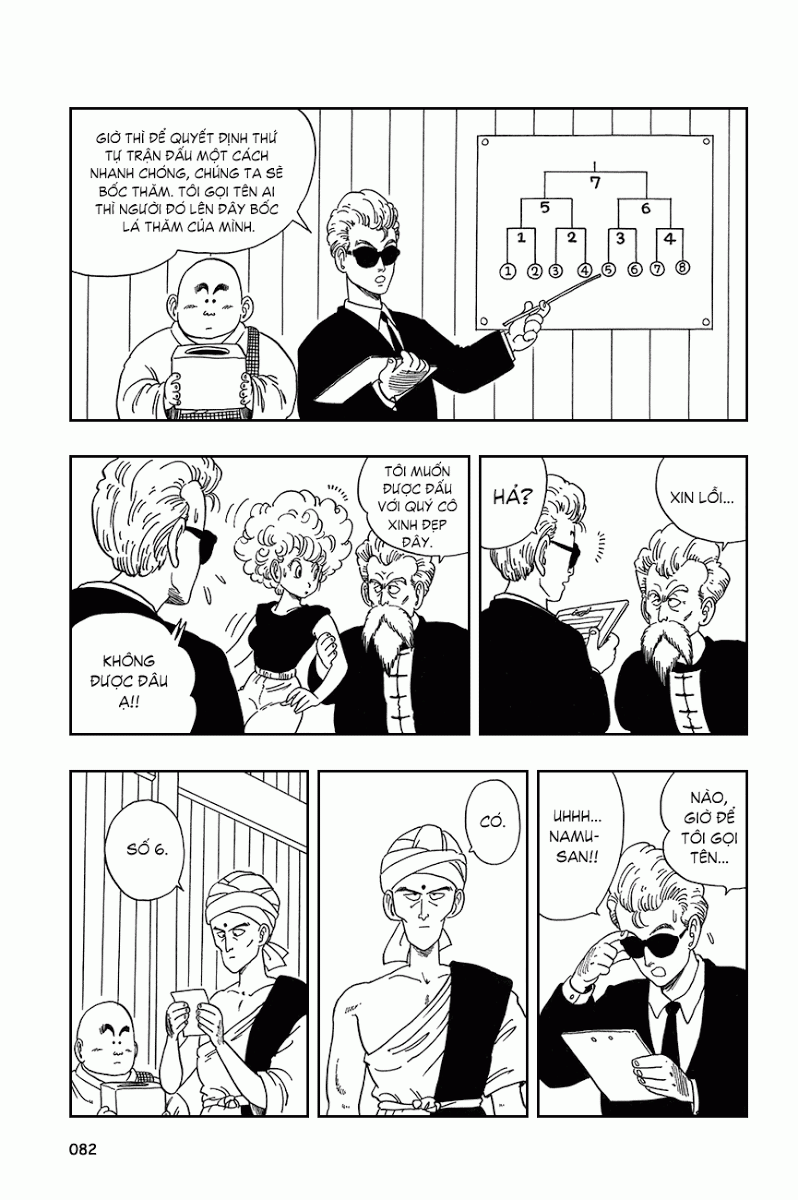 GIỜ THÌ ĐỂ QUYẾT ĐỊNH THỨ
TỰ TRẬN ĐẤU MỘT CÁCH
NHANH CHÓNG, CHÚNG TA SẼ
BỐC THĂM. TÔI GỌI TÊN AI
THÌ NGƯỜI ĐÓ LÊN ĐÂY BỐC
LÁ THĂM CỦA MÌNH.
7
5 6
1 2 3 4
1 2 3 4 5 6 7 8
XIN LỖI...
HẢ?
TÔI MUỐN
ĐƯỢC ĐẤU
VỚI QUÝ CÔ
XINH ĐẸP
ĐÂY.
KHÔNG
ĐƯỢC ĐÂU
Ạ!!
NÀO,
GIỜ ĐỂ
TÔI GỌI
TÊN...
UHHH...
NAMU-
SAN!!
CÓ.
SỐ 6.
082